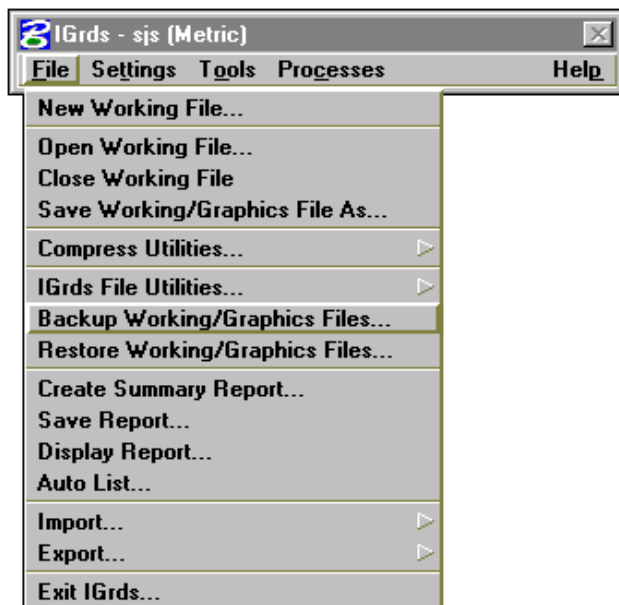 IGrds - sjs (Metric)
File Settings Tools Processes Help
New Working File...
Open Working File...
Close Working File
Save Working/Graphics File As...
Compress Utilities...
IGrds File Utilities...
Backup Working/Graphics Files...
Restore Working/Graphics Files...
Create Summary Report...
Save Report...
Display Report...
Auto List...
Import...
Export...
Exit IGrds...